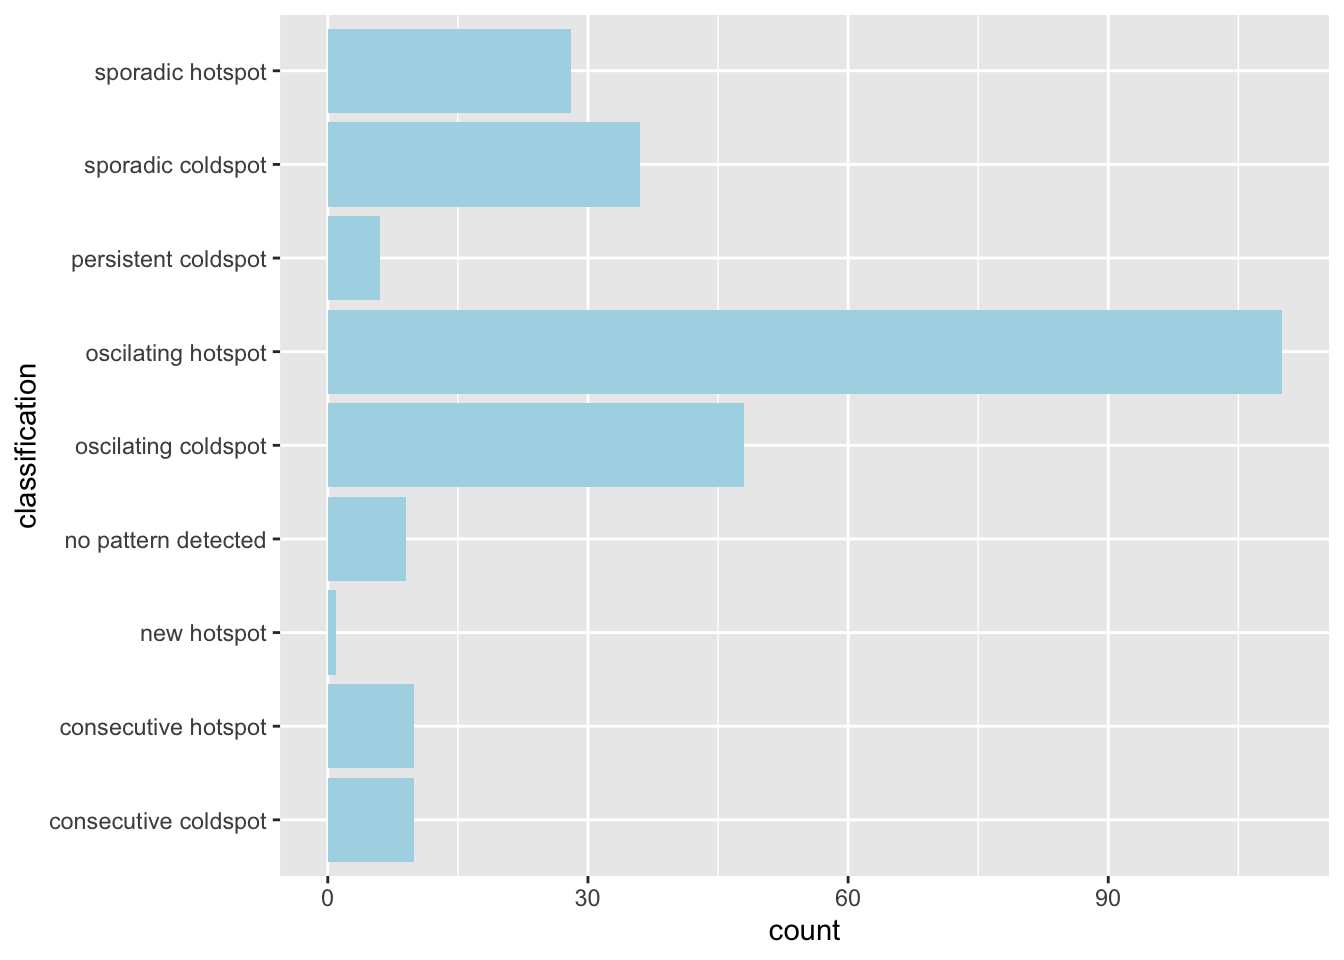 sporadic hotspot
sporadic coldspot
persistent coldspot
oscilating hotspot
oscilating coldspot
no pattern detected
new hotspot
consecutive hotspot
consecutive coldspot
classification
0 30 60 90
count